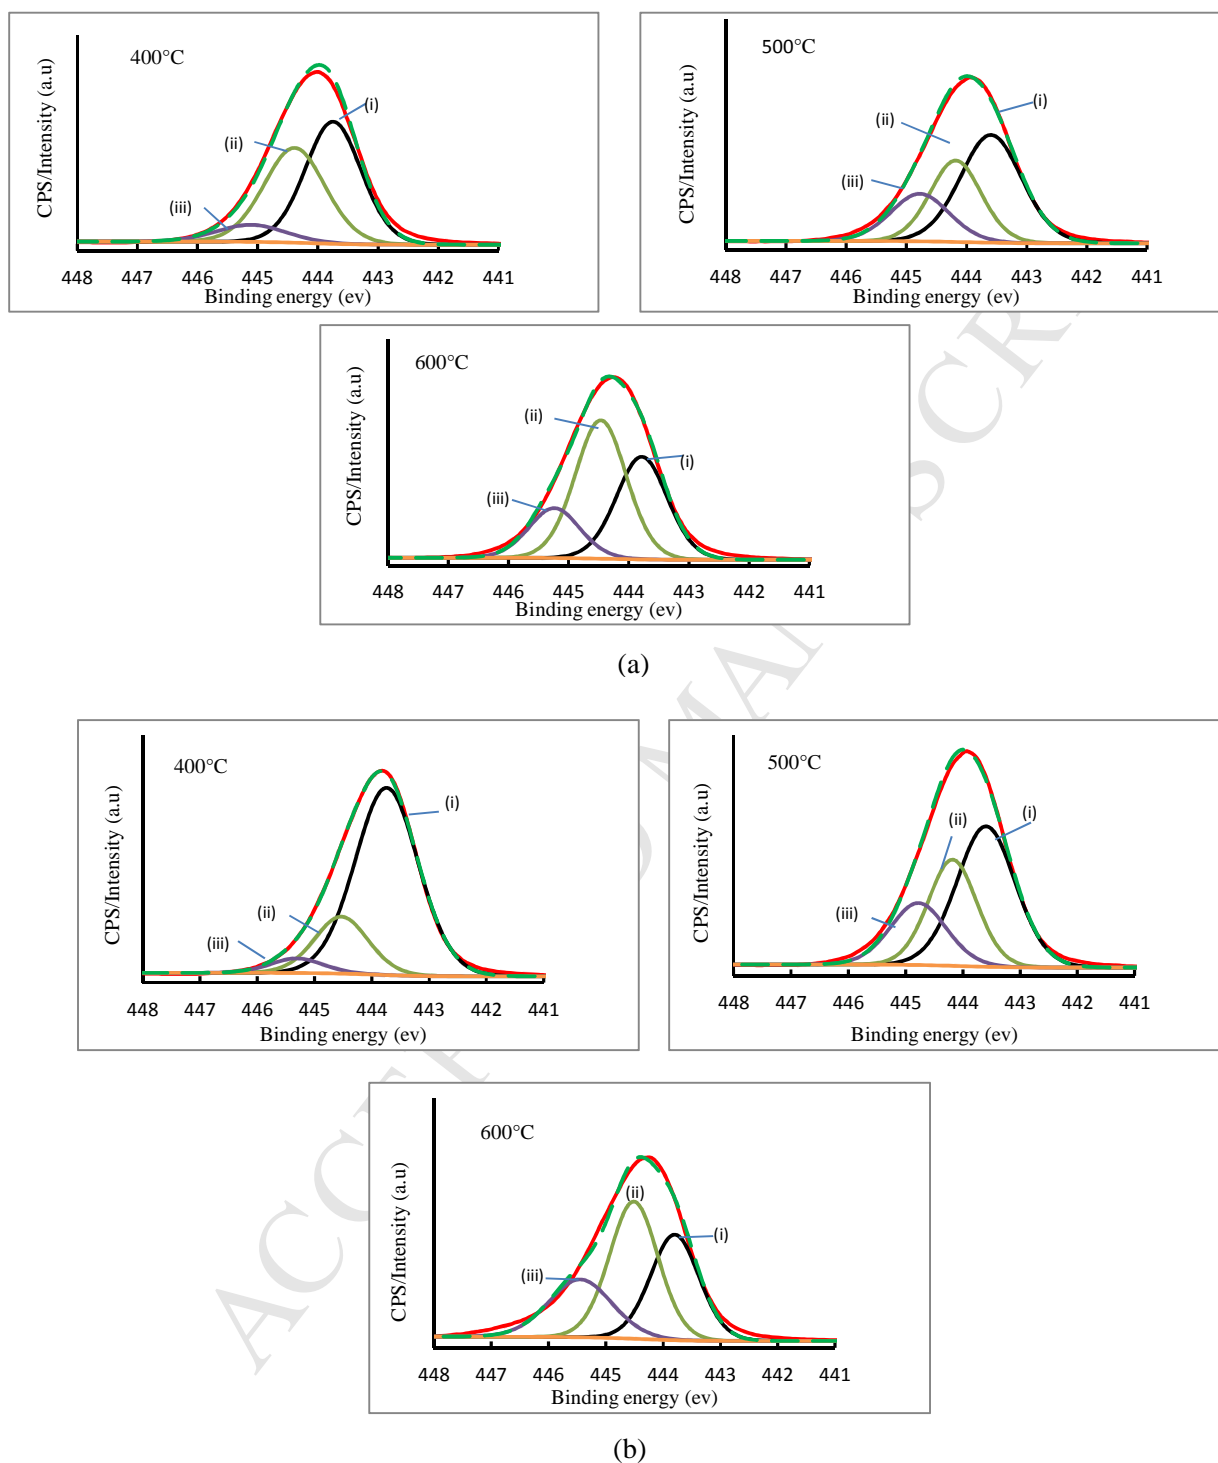 400°C
CPS/Intensity (a.u)
(i)
(ii)
(iii)
448 447 446 445 444 443 442 441
Binding energy (ev)
500°C
CPS/Intensity (a.u)
(i)
(ii)
(iii)
448 447 446 445 444 443 442 441
Binding energy (ev)
600°C
CPS/Intensity (a.u)
(ii)
(i)
(iii)
448 447 446 445 444 443 442 441
Binding energy (ev)
(a)
400°C
CPS/Intensity (a.u)
(i)
(ii)
(iii)
448 447 446 445 444 443 442 441
Binding energy (ev)
500°C
CPS/Intensity (a.u)
(i)
(ii)
(iii)
448 447 446 445 444 443 442 441
Binding energy (ev)
600°C
CPS/Intensity (a.u)
(ii)
(i)
(iii)
448 447 446 445 444 443 442 441
Binding energy (ev)
(b)